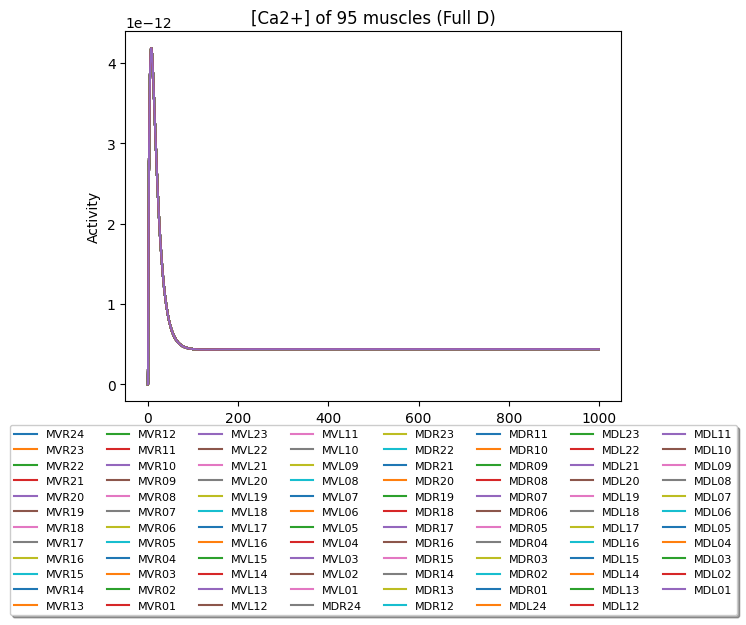 [Ca2+] of 95 muscles (Full D)
1e−12
4
3
2
1
0
Activity
0 200 400 600 800 1000
MVR24 MVR12 MVL23 MVL11 MDR23 MDR11 MDL23 MDL11
MVR23 MVR11 MVL22 MVL10 MDR22 MDR10 MDL22 MDL10
MVR22 MVR10 MVL21 MVL09 MDR21 MDR09 MDL21 MDL09
MVR21 MVR09 MVL20 MVL08 MDR20 MDR08 MDL20 MDL08
MVR20 MVR08 MVL19 MVL07 MDR19 MDR07 MDL19 MDL07
MVR19 MVR07 MVL18 MVL06 MDR18 MDR06 MDL18 MDL06
MVR18 MVR06 MVL17 MVL05 MDR17 MDR05 MDL17 MDL05
MVR17 MVR05 MVL16 MVL04 MDR16 MDR04 MDL16 MDL04
MVR16 MVR04 MVL15 MVL03 MDR15 MDR03 MDL15 MDL03
MVR15 MVR03 MVL14 MVL02 MDR14 MDR02 MDL14 MDL02
MVR14 MVR02 MVL13 MVL01 MDR13 MDR01 MDL13 MDL01
MVR13 MVR01 MVL12 MDR24 MDR12 MDL24 MDL12